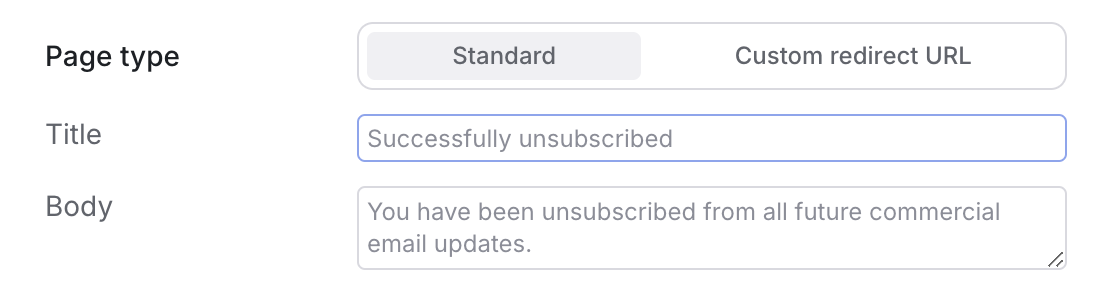 Page type
Standard
Custom redirect URL
Title
Successfully unsubscribed
Body
You have been unsubscribed from all future commercial
email updates.